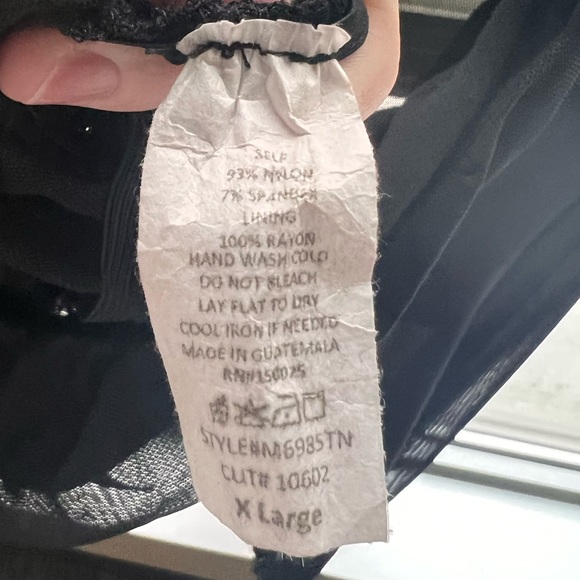 SELF
93% NYLON
7% SPANDEX
LINING
100% RAYON
HAND WASH COLD
DO NOT BLEACH
LAY FLAT TO DRY
COOL IRON IF NEEDED
MADE IN GUATEMALA
RN#150025
STYLE#M6985TN
CUT# 10602
X Large